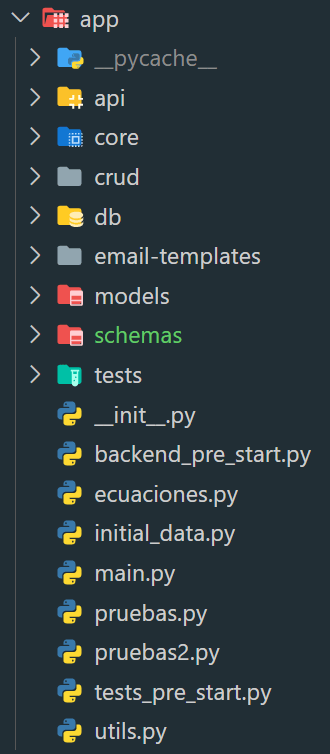 app
__pycache__
api
core
crud
db
email-templates
models
schemas
tests
__init__.py
backend_pre_start.py
ecuaciones.py
initial_data.py
main.py
pruebas.py
pruebas2.py
tests_pre_start.py
utils.py